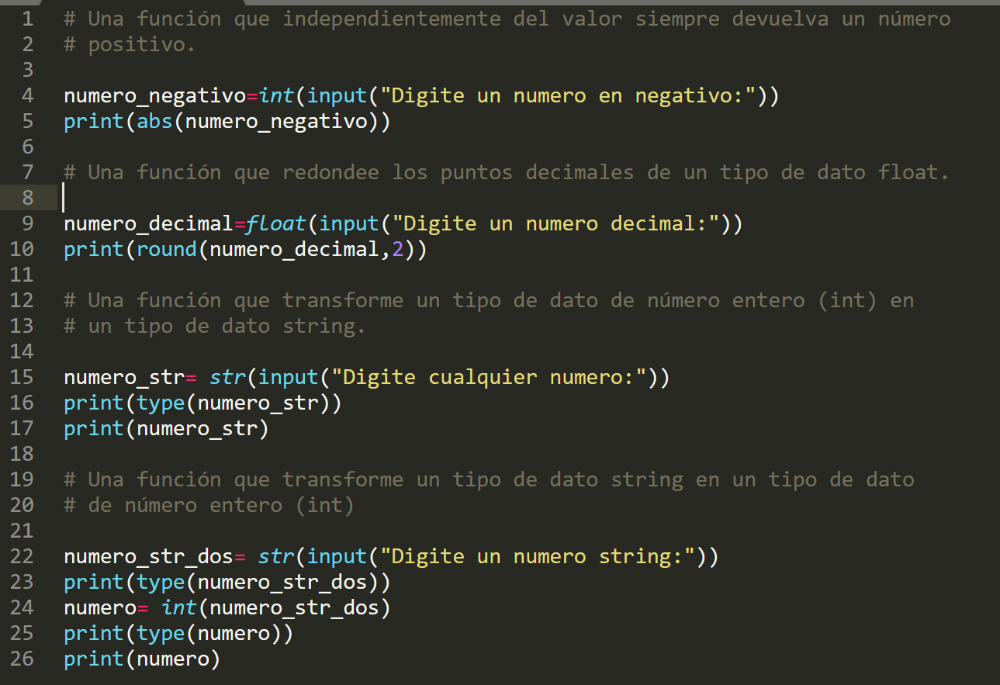 1 # Una función que independientemente del valor siempre devuelva un número
2 # positivo.
3
4 numero_negativo=int(input("Digite un numero en negativo:"))
5 print(abs(numero_negativo))
6
7 # Una función que redondee los puntos decimales de un tipo de dato float.
8
9 numero_decimal=float(input("Digite un numero decimal:"))
10 print(round(numero_decimal,2))
11
12 # Una función que transforme un tipo de dato de número entero (int) en
13 # un tipo de dato string.
14
15 numero_str= str(input("Digite cualquier numero:"))
16 print(type(numero_str))
17 print(numero_str)
18
19 # Una función que transforme un tipo de dato string en un tipo de dato
20 # de número entero (int)
21
22 numero_str_dos= str(input("Digite un numero string:"))
23 print(type(numero_str_dos))
24 numero= int(numero_str_dos)
25 print(type(numero))
26 print(numero)